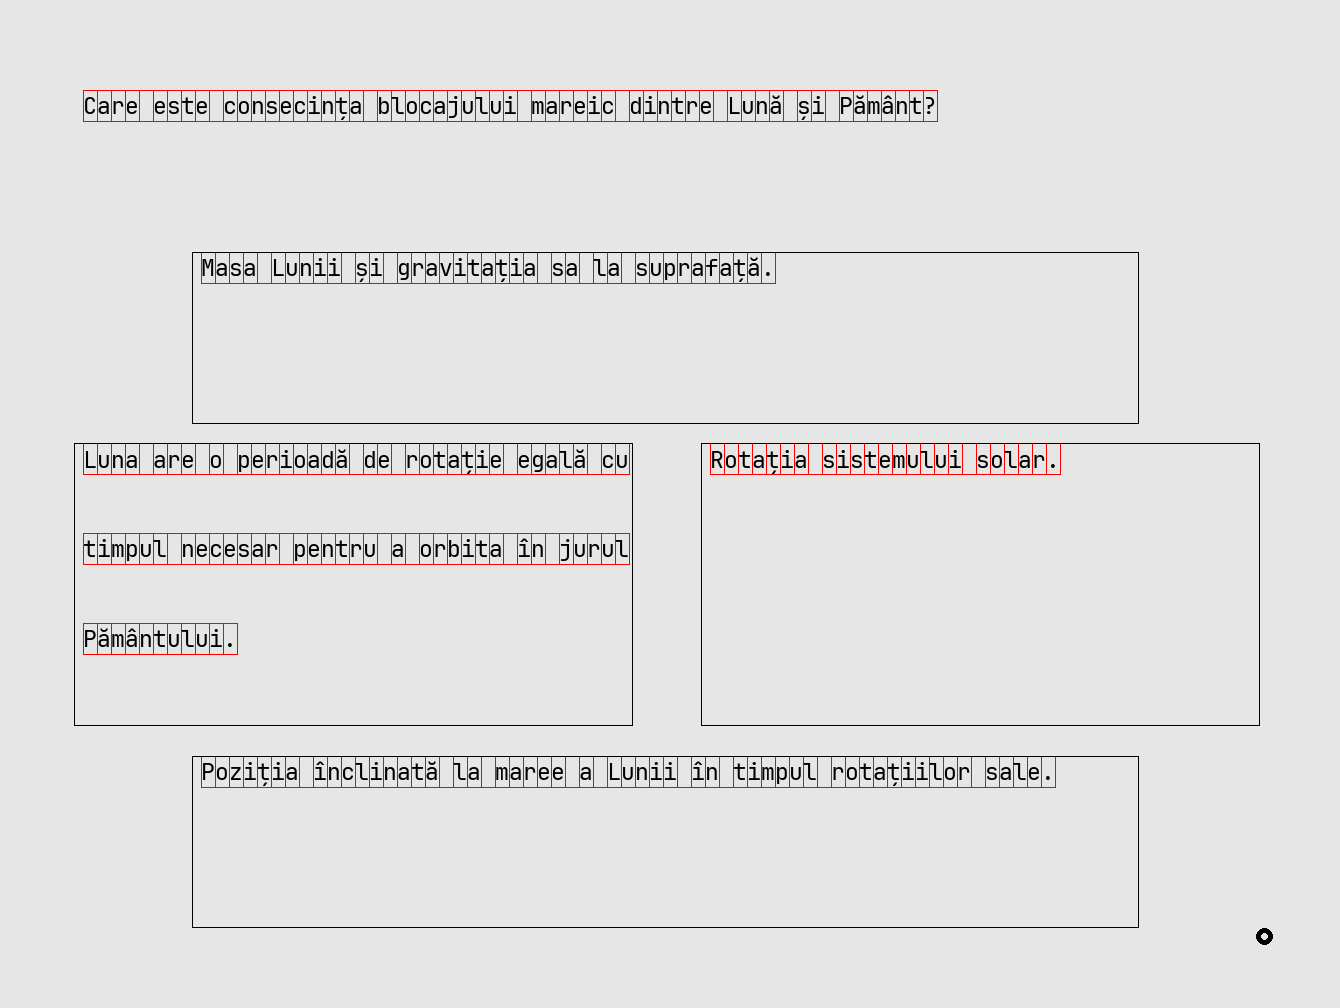 Care este consecința blocajului mareic dintre Lună și Pământ?
Masa Lunii și gravitația sa la suprafață.
Luna are o perioadă de rotație egală cu
timpul necesar pentru a orbita în jurul
Pământului.
Rotația sistemului solar.
Poziția înclinată la maree a Lunii în timpul rotațiilor sale.